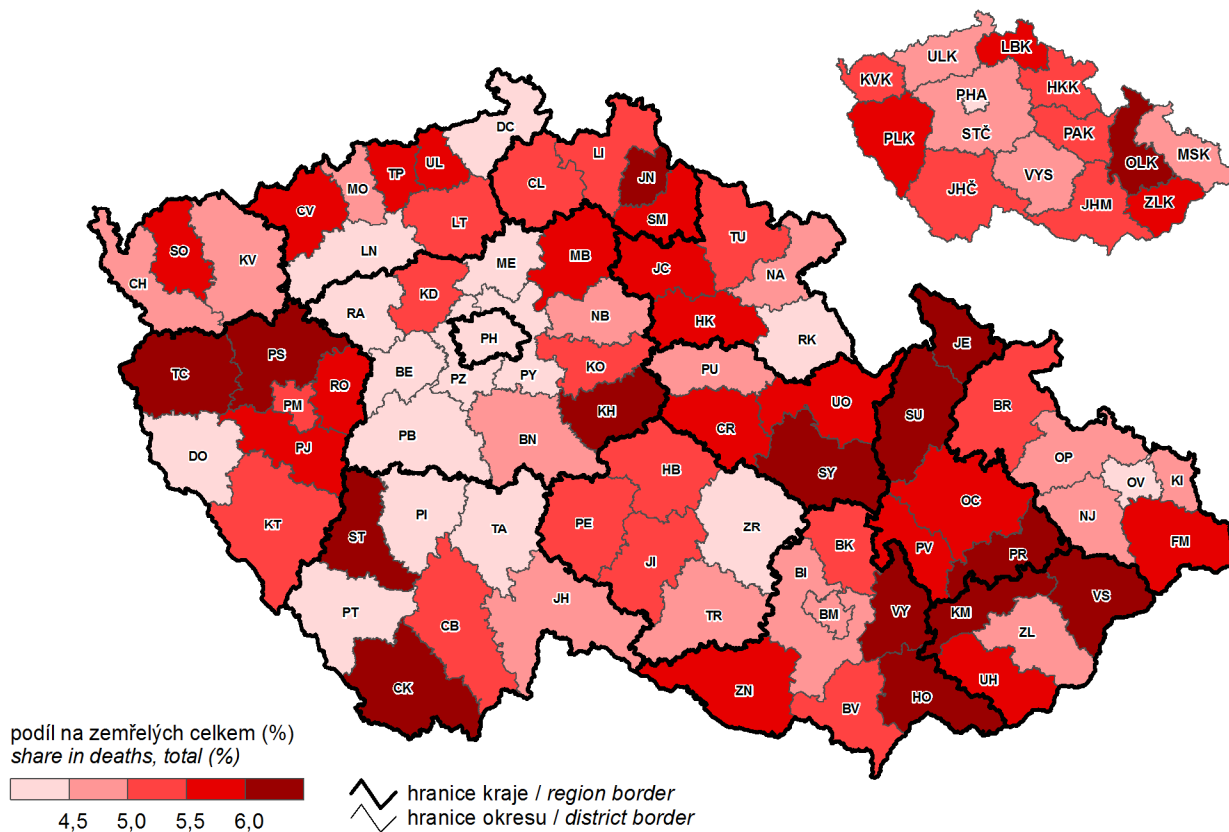 ULK
LBK
KVK
HKK
PHA
STČ
PLK
PAK
OLK
MSK
VYS
JHČ
JHM
ZLK
DC
LI
UL
TP
JN
MO
CL
CV
SM
LT
SO
TU
KV
LN
MB
ME
JC
NA
CH
KD
RA
NB
HK
PH
RK
JE
PS
KO
TC
BE
PZ
PY
PU
RO
PM
UO
BR
KH
SU
CR
PB
BN
PJ
DO
OP
HB
SY
KI
OV
OC
PI
NJ
KT
TA
PE
ZR
ST
FM
BK
PV
PR
JI
BI
VS
JH
PT
BM
VY
KM
TR
CB
ZL
UH
CK
ZN
HO
BV
podíl na zemřelých celkem (%)
share in deaths, total (%)
4,5 5,0 5,5 6,0
hranice kraje / region border
hranice okresu / district border